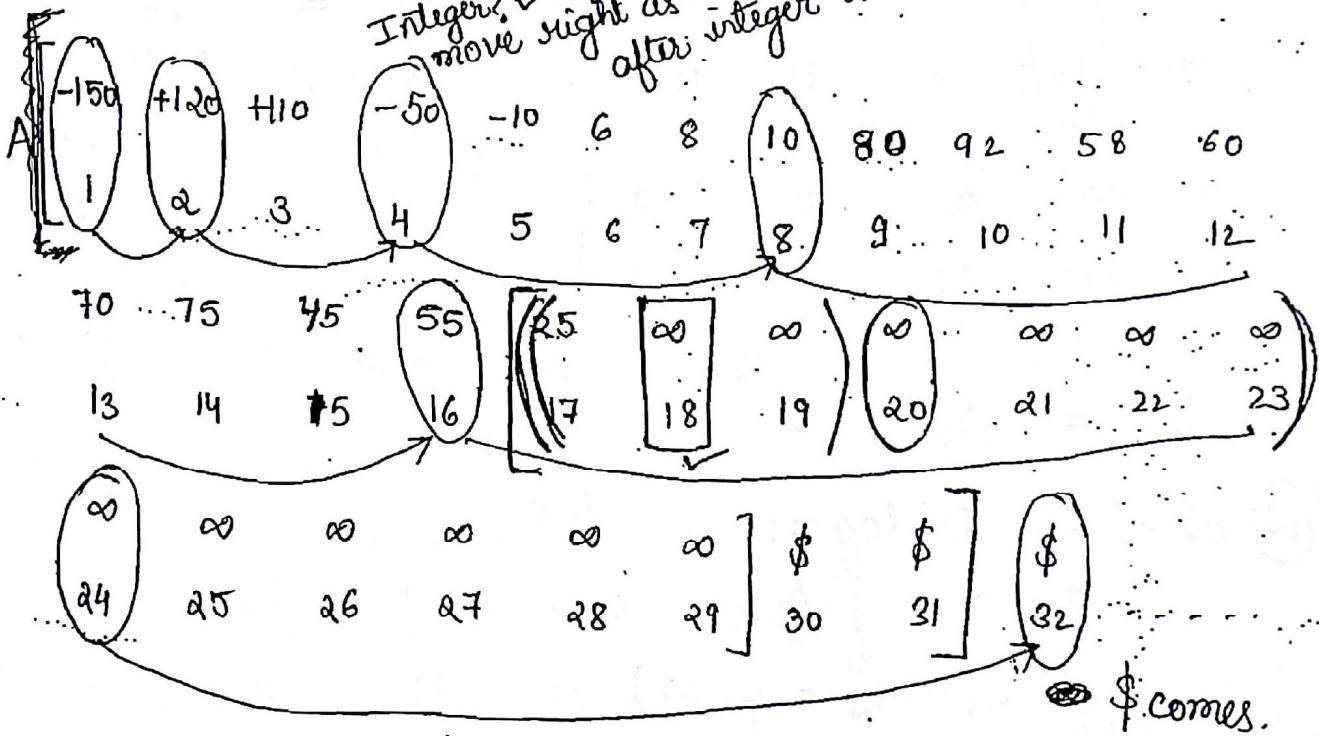 Integer,
move right as
after integer
A
-150 +120 +10 -50 -10 6 8 10 80 92 58 60
1 2 3 4 5 6 7 8 9 10 11 12
70 75 45 55 25 ∞ ∞ ∞ ∞ ∞ ∞
13 14 15 16 17 18 19 20 21 22 23
∞ ∞ ∞ ∞ ∞ ∞ $ $ $
24 25 26 27 28 29 30 31 32
$ comes.